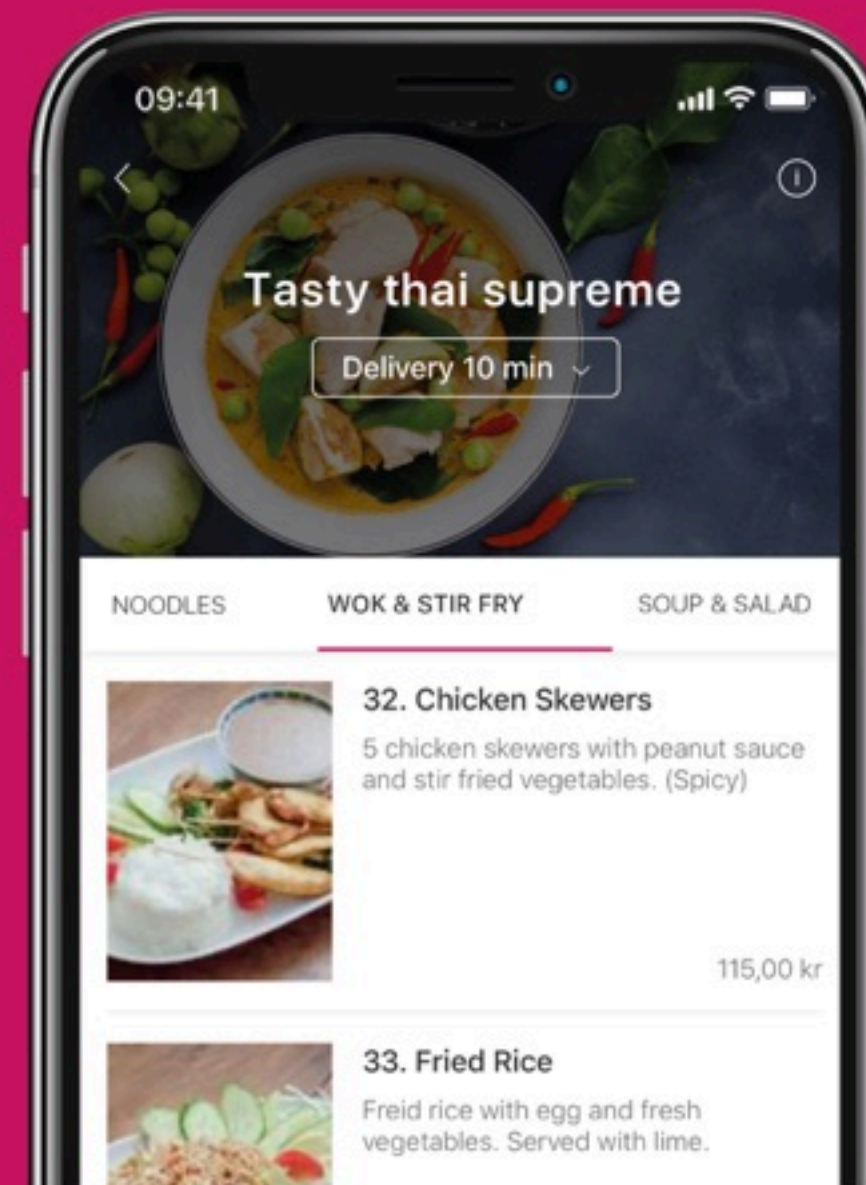 09:41
Tasty thai supreme
Delivery 10 min
NOODLES
WOK & STIR FRY
SOUP & SALAD
32. Chicken Skewers
5 chicken skewers with peanut sauce
and stir fried vegetables. (Spicy)
115,00 kr
33. Fried Rice
Freid rice with egg and fresh
vegetables. Served with lime.